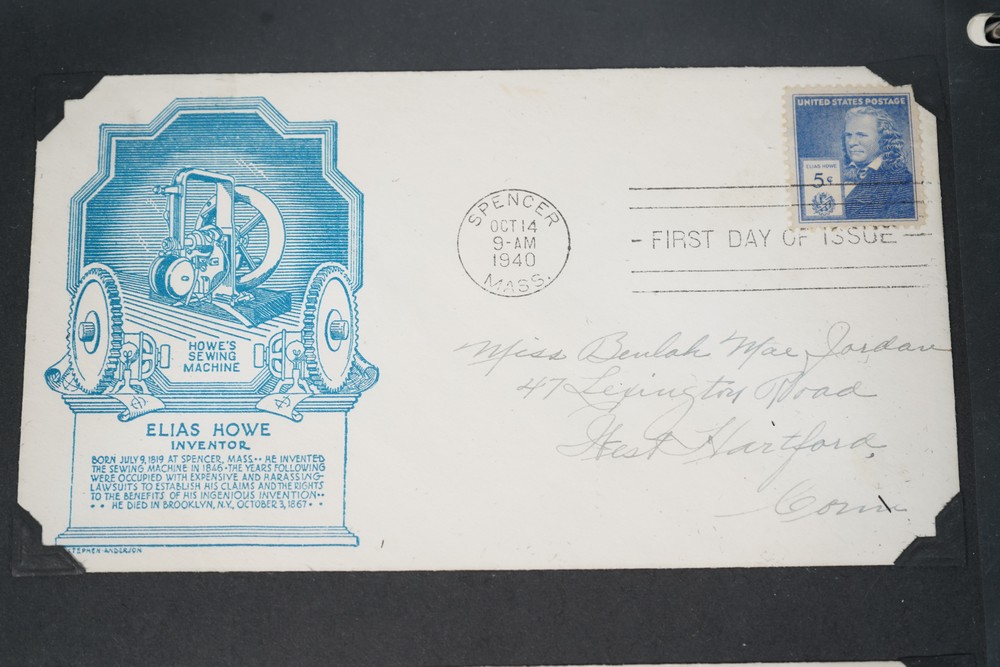 UNITED STATES POSTAGE
ELIAS HOWE
5¢
SPENCER
OCT 14
9-AM
1940
MASS.
FIRST DAY OF ISSUE
HOWE'S
SEWING
MACHINE
ELIAS HOWE
INVENTOR
BORN JULY 9, 1819 AT SPENCER, MASS·· HE INVENTED
THE SEWING MACHINE IN 1846·THE YEARS FOLLOWING
WERE OCCUPIED WITH EXPENSIVE AND HARASSING
LAWSUITS TO ESTABLISH HIS CLAIMS AND THE RIGHTS
TO THE BENEFITS OF HIS INGENIOUS INVENTION··
·· HE DIED IN BROOKLYN, N.Y., OCTOBER 3, 1867··
Miss Beulah Mae Jordan
47 Lexington Road
West Hartford,
Conn
STEPHEN·ANDERSON